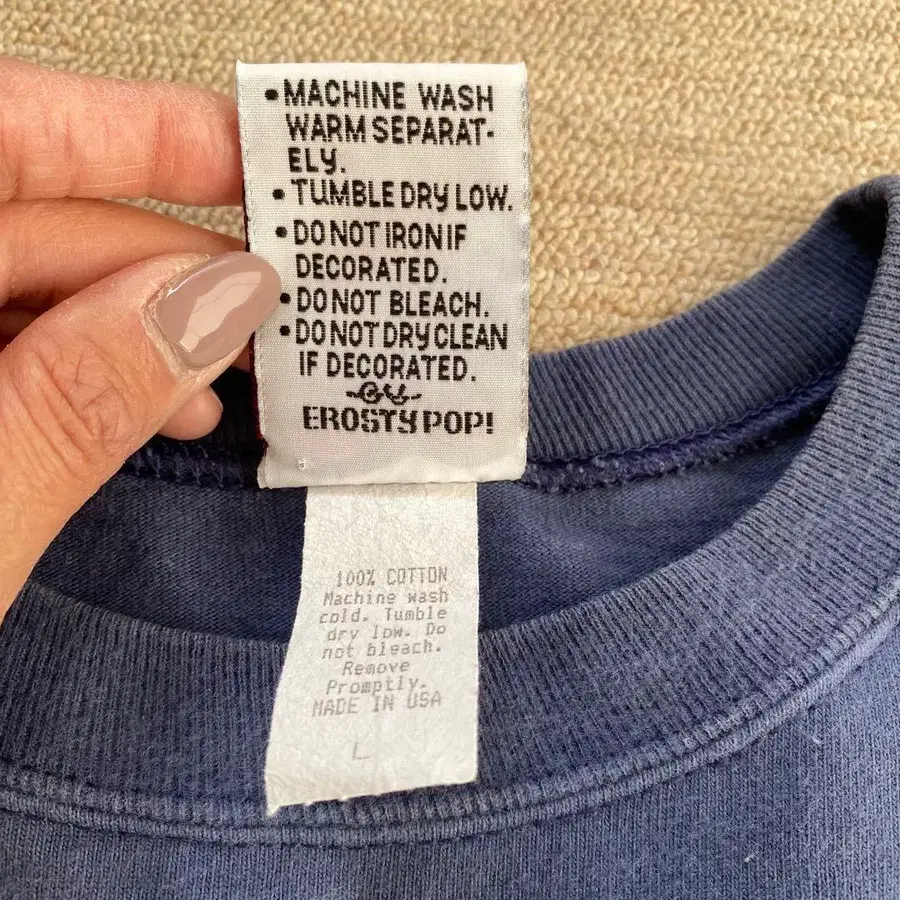 • MACHINE WASH
WARM SEPARAT-
ELY.
• TUMBLE DRY LOW.
• DO NOT IRON IF
DECORATED.
• DO NOT BLEACH.
• DO NOT DRY CLEAN
IF DECORATED.
BY
EROSTY POP!
100% COTTON
Machine wash
cold. Tumble
dry low. Do
not bleach.
Remove
Promptly.
MADE IN USA
L